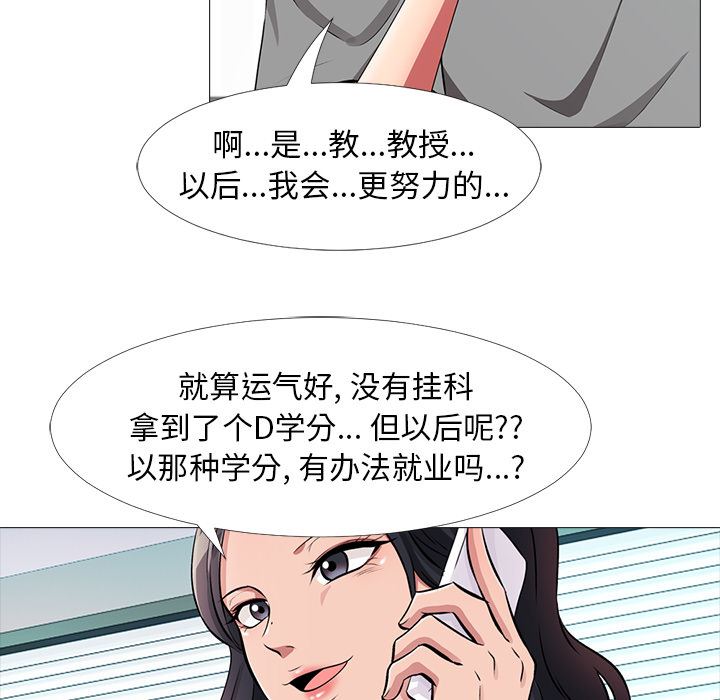 啊...是...教...教授...
以后...我会...更努力的...
就算运气好, 没有挂科
拿到了个D学分... 但以后呢??
以那种学分, 有办法就业吗...?